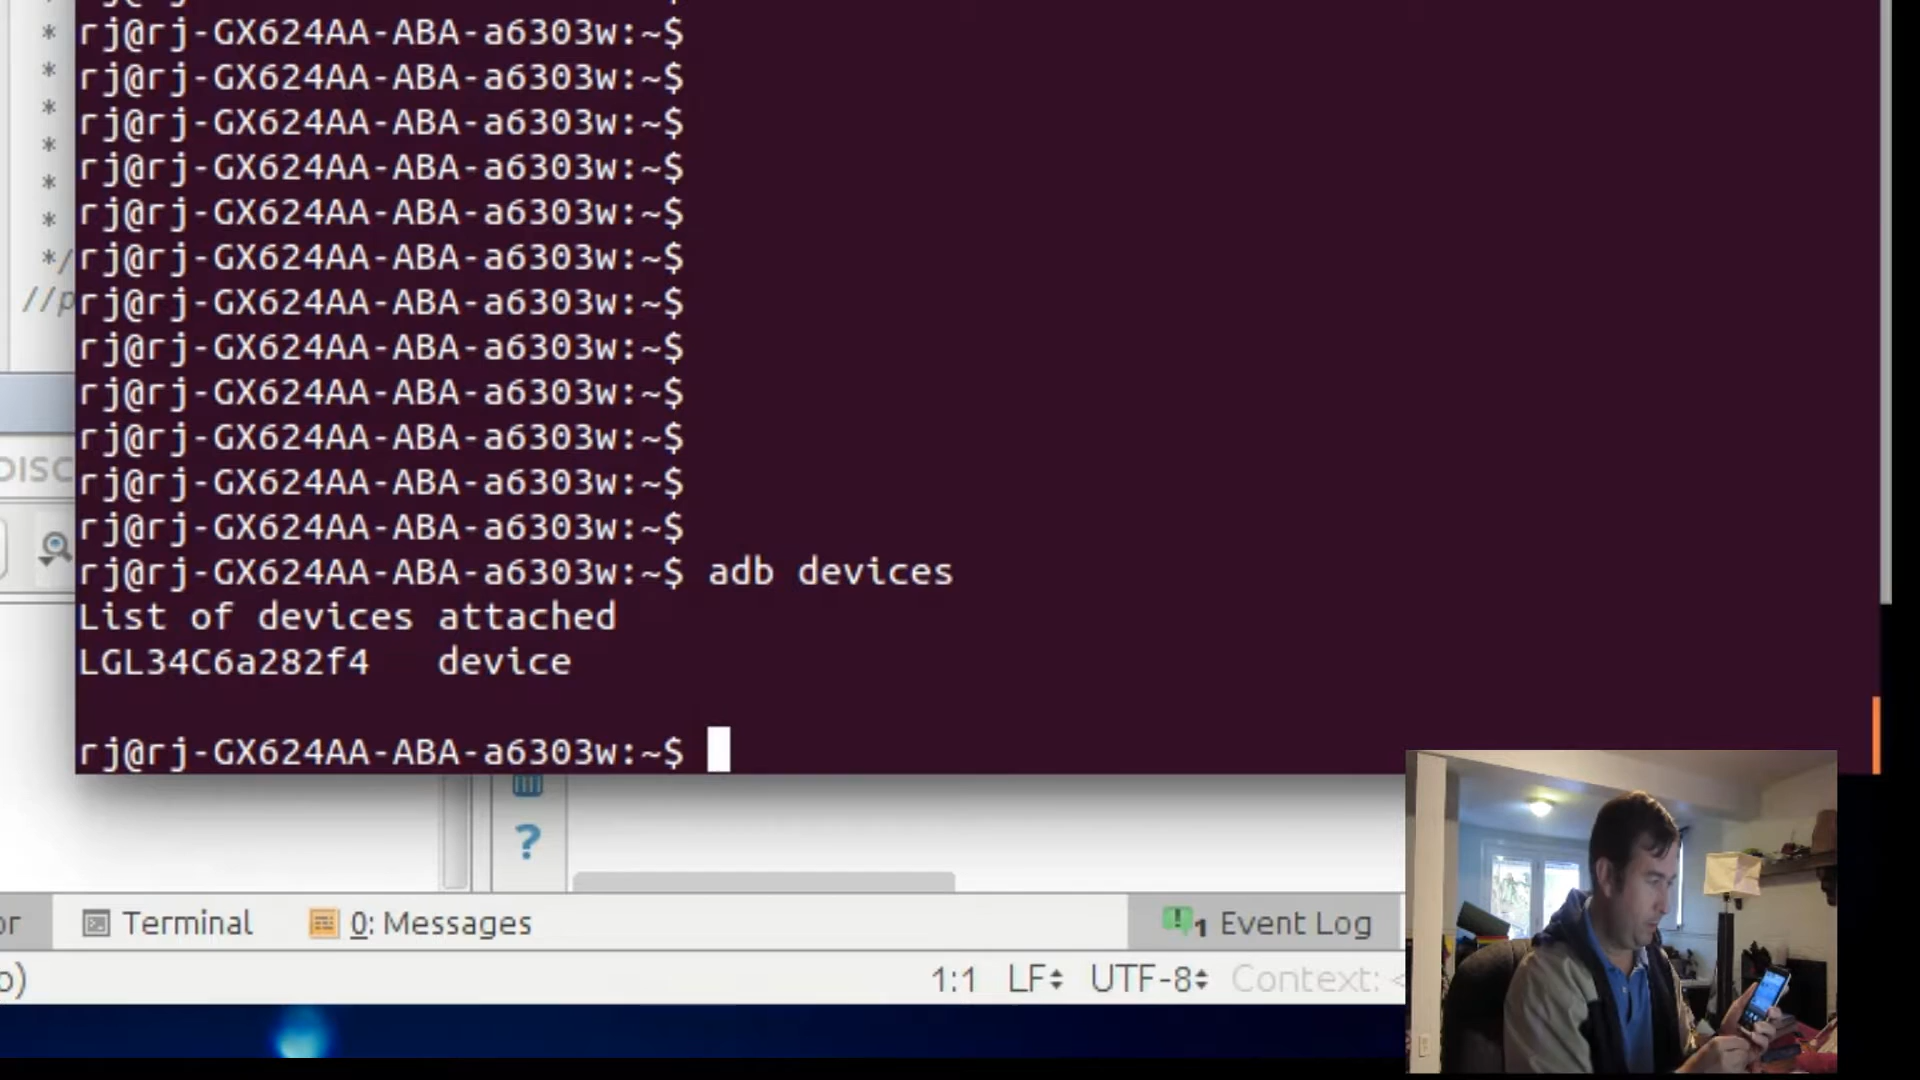 *
rj@rj-GX624AA-ABA-a6303w:~$
*
rj@rj-GX624AA-ABA-a6303w:~$
*
rj@rj-GX624AA-ABA-a6303w:~$
*
rj@rj-GX624AA-ABA-a6303w:~$
*
rj@rj-GX624AA-ABA-a6303w:~$
*
*/
rj@rj-GX624AA-ABA-a6303w:~$
//p
rj@rj-GX624AA-ABA-a6303w:~$
rj@rj-GX624AA-ABA-a6303w:~$
rj@rj-GX624AA-ABA-a6303w:~$
rj@rj-GX624AA-ABA-a6303w:~$
DISC
rj@rj-GX624AA-ABA-a6303w:~$
rj@rj-GX624AA-ABA-a6303w:~$
rj@rj-GX624AA-ABA-a6303w:~$ adb devices
List of devices attached
LGL34C6a282f4 device
rj@rj-GX624AA-ABA-a6303w:~$
?
or Terminal 0: Messages 1 Event Log
o) 1:1 LF UTF-8 Context: <